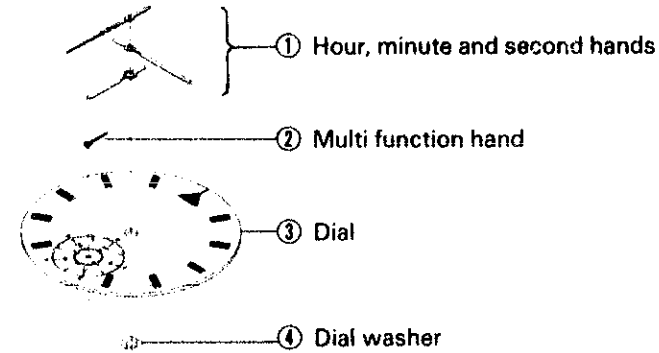 ① Hour, minute and second hands
② Multi function hand
③ Dial
④ Dial washer